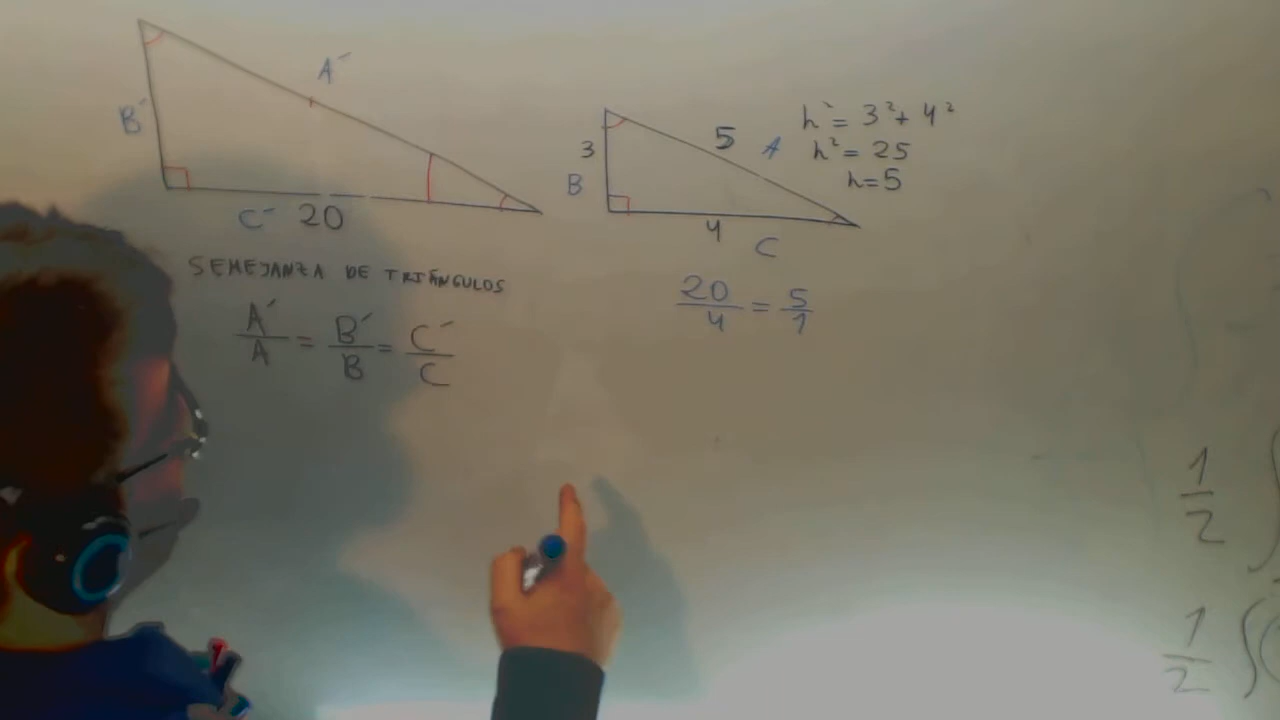 A´
B´
C´ 20
3
B
5 A
4
C
h² = 3² + 4²
h² = 25
h = 5
SEMEJANZA DE TRIÁNGULOS
A´/A = B´/B = C´/C
20/4 = 5/1
1/2 ∫
1/2 ∫(